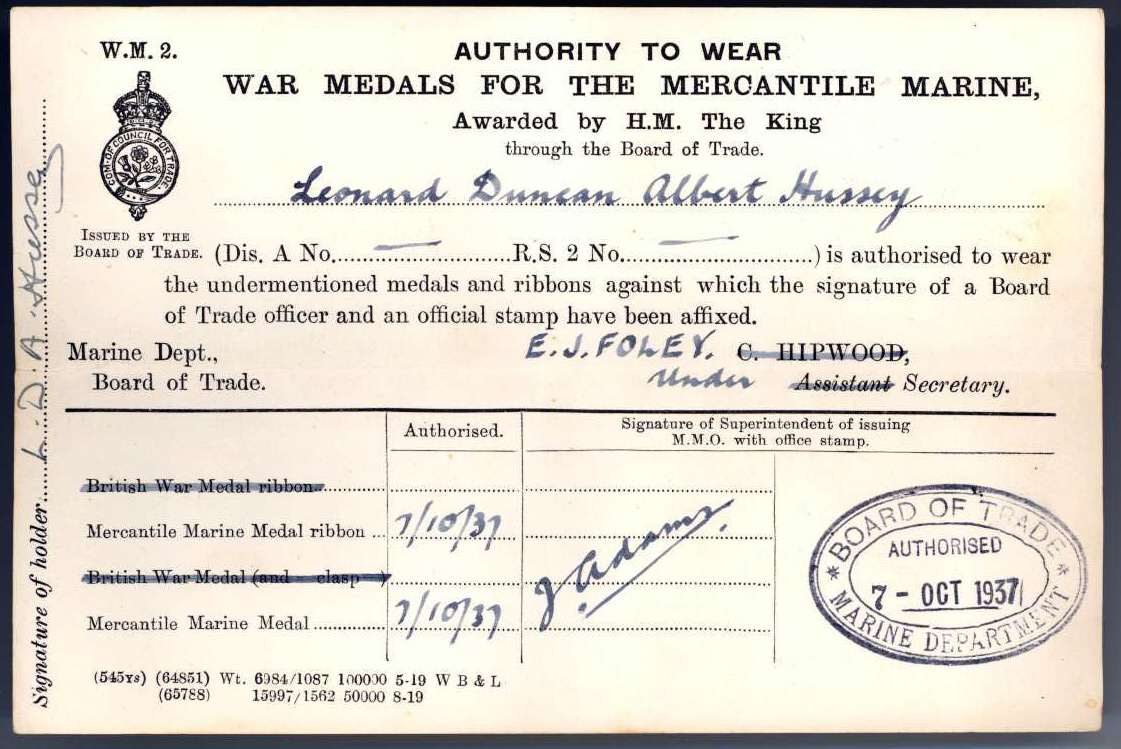 W.M. 2.
AUTHORITY TO WEAR
WAR MEDALS FOR THE MERCANTILE MARINE,
Awarded by H.M. The King
through the Board of Trade.
COM. OF COUNCIL FOR TRADE
Leonard Duncan Albert Hussey
ISSUED BY THE
BOARD OF TRADE.
(Dis. A No. — R.S. 2 No. — ) is authorised to wear
the undermentioned medals and ribbons against which the signature of a Board
of Trade officer and an official stamp have been affixed.
Marine Dept., E. J. FOLEY. C. HIPWOOD,
Board of Trade. Under Assistant Secretary.
Authorised.
Signature of Superintendent of issuing
M.M.O. with office stamp.
British War Medal ribbon
Mercantile Marine Medal ribbon ... 7/10/37
British War Medal (and clasp )
Mercantile Marine Medal 7/10/37
J. Adams.
BOARD OF TRADE
AUTHORISED
7 - OCT 1937
MARINE DEPARTMENT
(545YS) (64851) Wt. 6984/1087 100000 5-19 W B & L
(65788) 15997/1562 50000 8-19
Signature of holder L. D. A. Hussey